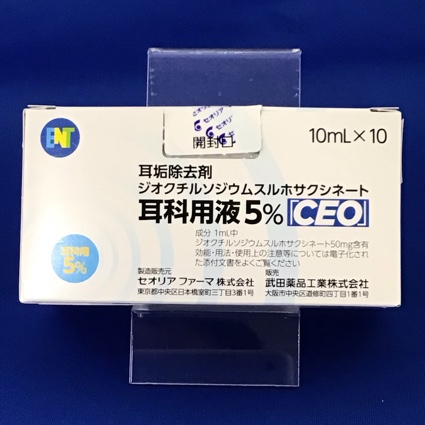 ENT
セオリア
開封口
10mL×10
耳垢除去剤
ジオクチルソジウムスルホサクシネート
耳科用液5%「CEO」
耳科用
5%
成分 1mL中
ジオクチルソジウムスルホサクシネート50mg含有
効能・用法・使用上の注意等については電子化され
た添付文書をよくご覧ください
製造販売元
セオリア ファーマ 株式会社
東京都中央区日本橋室町三丁目3番1号
販売
武田薬品工業株式会社
大阪市中央区道修町四丁目1番1号